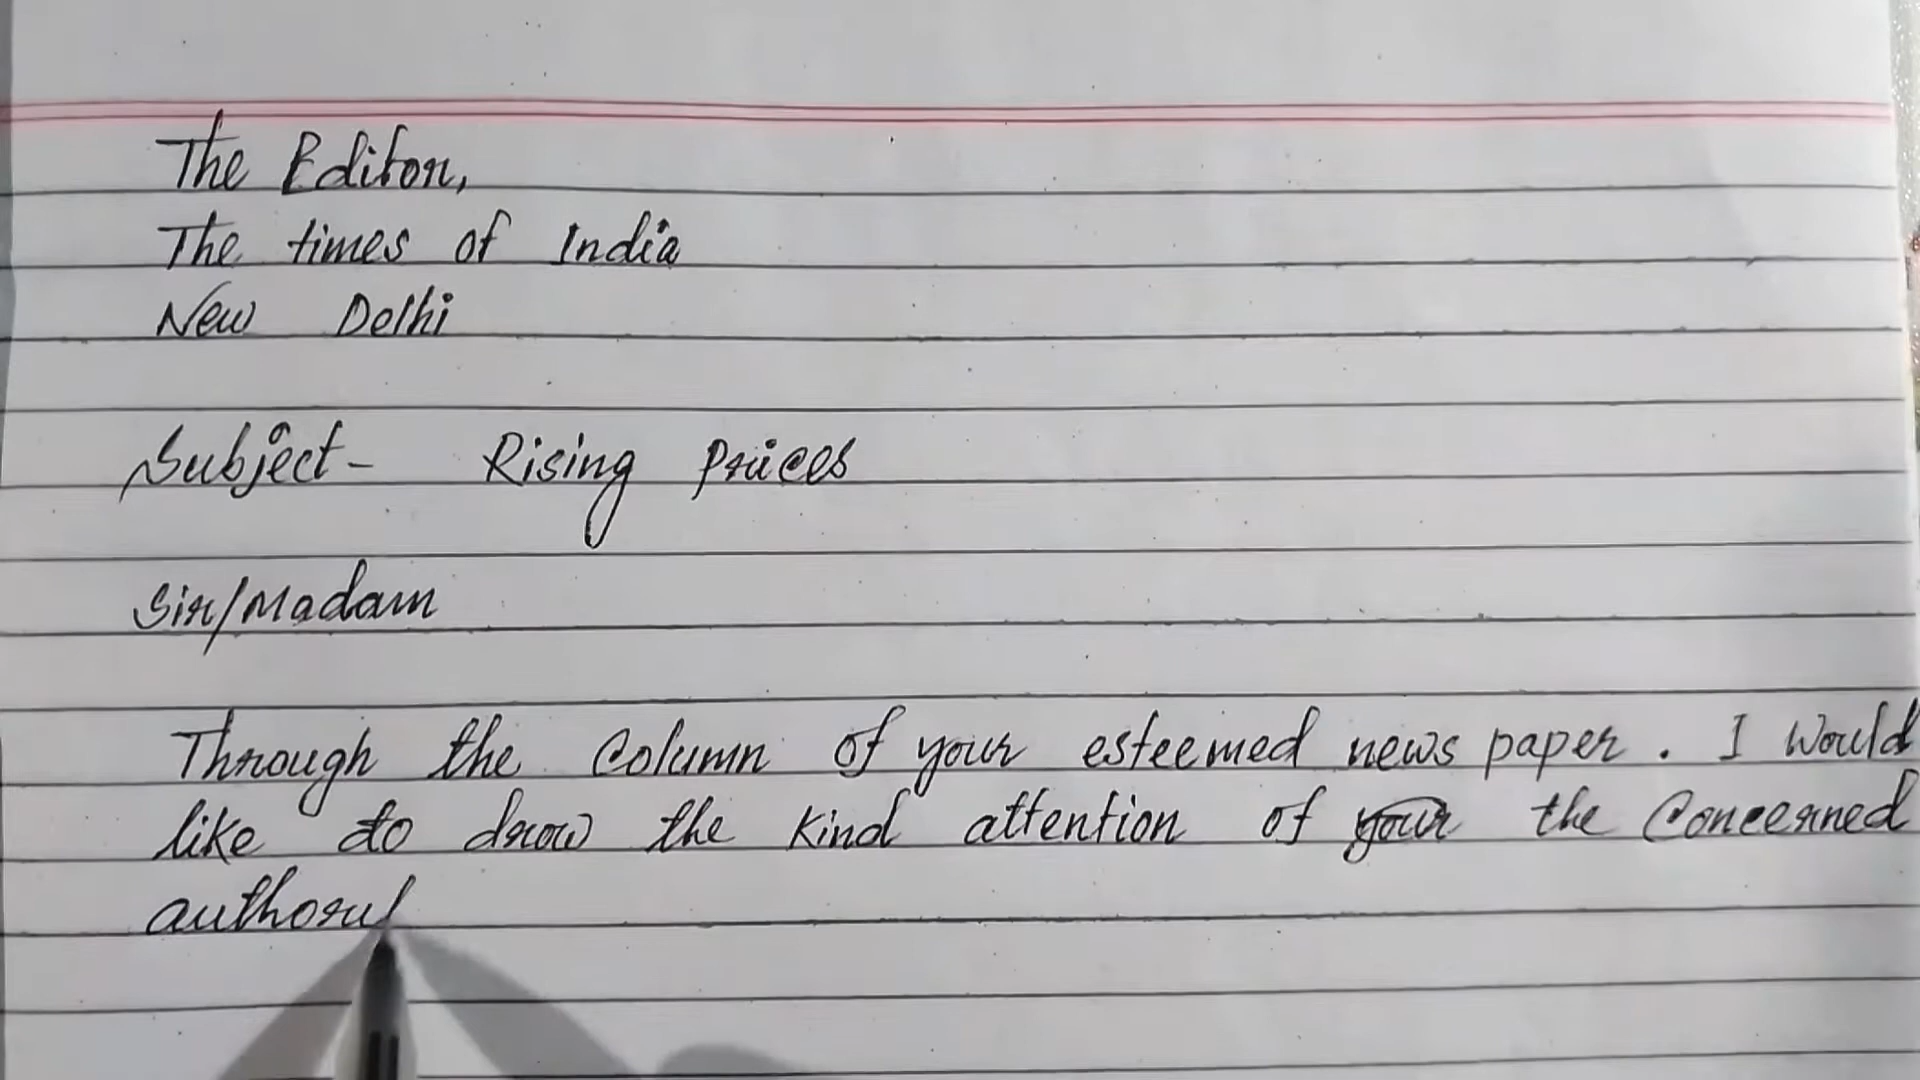 The Editor,
The times of India
New Delhi
Subject- Rising prices
Sir/Madam
Through the column of your esteemed news paper. I would
like to draw the kind attention of your the concerned
authorit